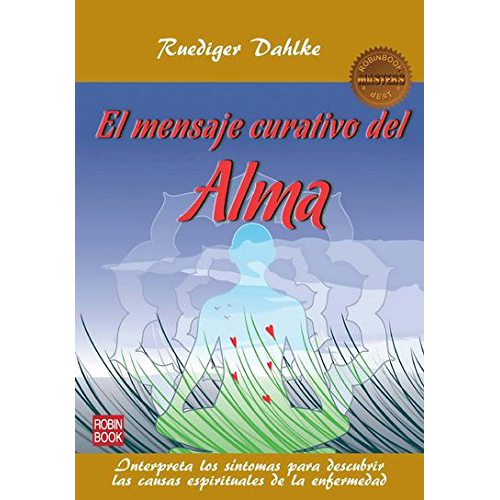 Ruediger Dahlke
ROBINBOOK
MASTERS
BEST
El mensaje curativo del
Alma
ROBIN
BOOK
Interpreta los síntomas para descubrir
las causas espirituales de la enfermedad